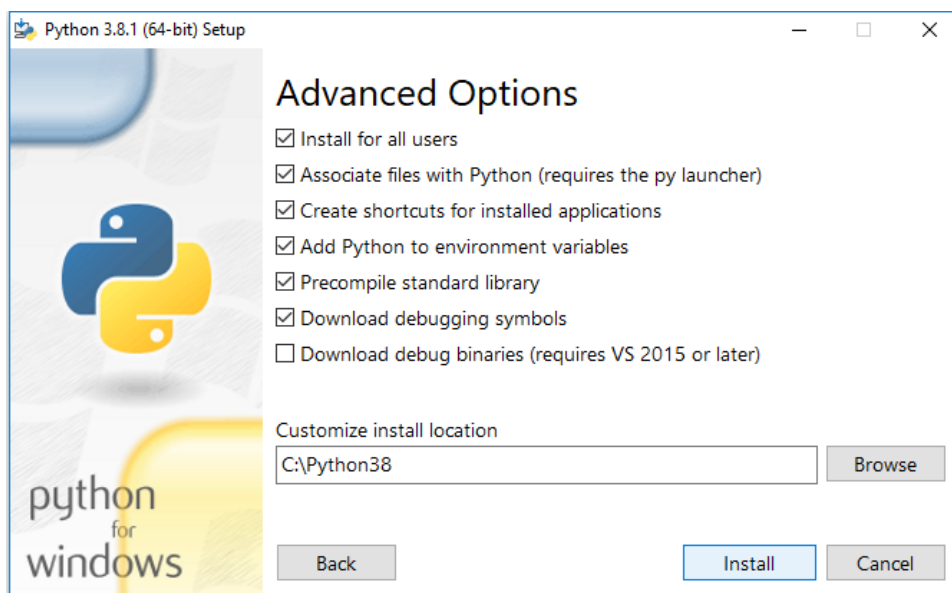 Python 3.8.1 (64-bit) Setup
Advanced Options
Install for all users
Associate files with Python (requires the py launcher)
Create shortcuts for installed applications
Add Python to environment variables
Precompile standard library
Download debugging symbols
Download debug binaries (requires VS 2015 or later)
Customize install location
C:\Python38
Browse
python
for
windows
Back
Install
Cancel